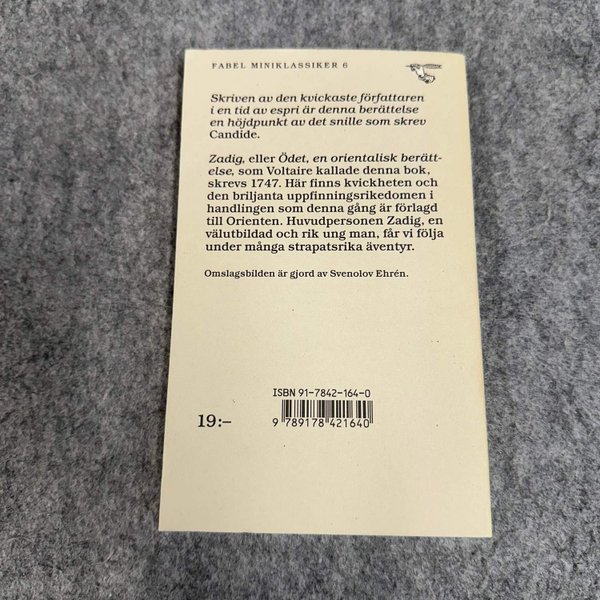 FABEL MINIKLASSIKER 6
Skriven av den kvickaste författaren
i en tid av espri är denna berättelse
en höjdpunkt av det snille som skrev
Candide.
Zadig, eller Ödet, en orientalisk berätt-
else, som Voltaire kallade denna bok,
skrevs 1747. Här finns kvickheten och
den briljanta uppfinningsrikedomen i
handlingen som denna gång är förlagd
till Orienten. Huvudpersonen Zadig, en
välutbildad och rik ung man, får vi följa
under många strapatsrika äventyr.
Omslagsbilden är gjord av Svenolov Ehrén.
ISBN 91-7842-164-0
19:–
9 789178 421640